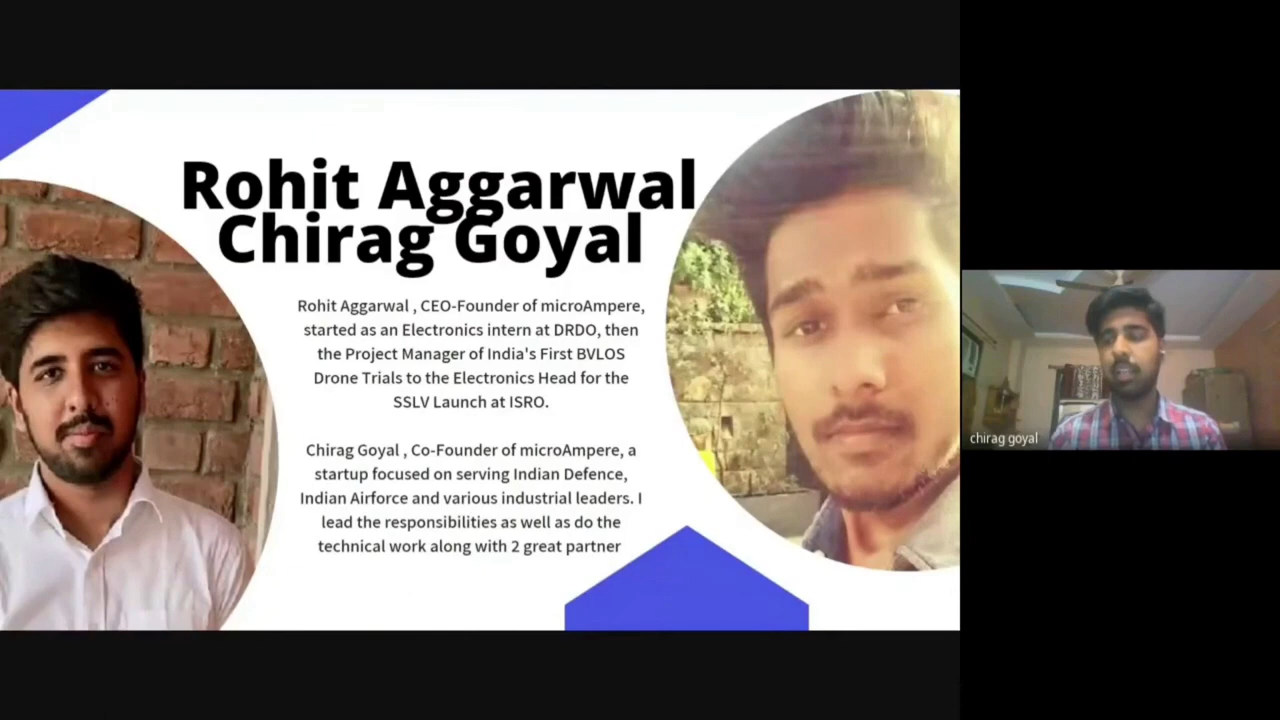 Rohit Aggarwal
Chirag Goyal
Rohit Aggarwal , CEO-Founder of microAmpere,
started as an Electronics intern at DRDO, then
the Project Manager of India's First BVLOS
Drone Trials to the Electronics Head for the
SSLV Launch at ISRO.
Chirag Goyal , Co-Founder of microAmpere, a
startup focused on serving Indian Defence,
Indian Airforce and various industrial leaders. I
lead the responsibilities as well as do the
technical work along with 2 great partner
chirag goyal